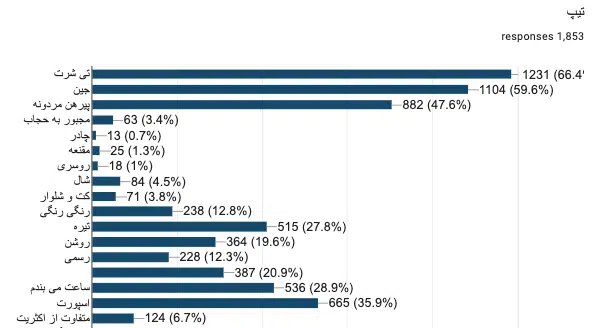 تیپ
1,853 responses
تی شرت 1231 (66.4
جین 1104 (59.6%)
پیرهن مردونه 882 (47.6%)
مجبور به حجاب 63 (3.4%)
چادر 13 (0.7%)
مقنعه 25 (1.3%)
روسری 18 (1%)
شال 84 (4.5%)
کت و شلوار 71 (3.8%)
رنگی رنگی 238 (12.8%)
تیره 515 (27.8%)
روشن 364 (19.6%)
رسمی 228 (12.3%)
387 (20.9%)
ساعت می بندم 536 (28.9%)
اسپورت 665 (35.9%)
متفاوت از اکثریت 124 (6.7%)